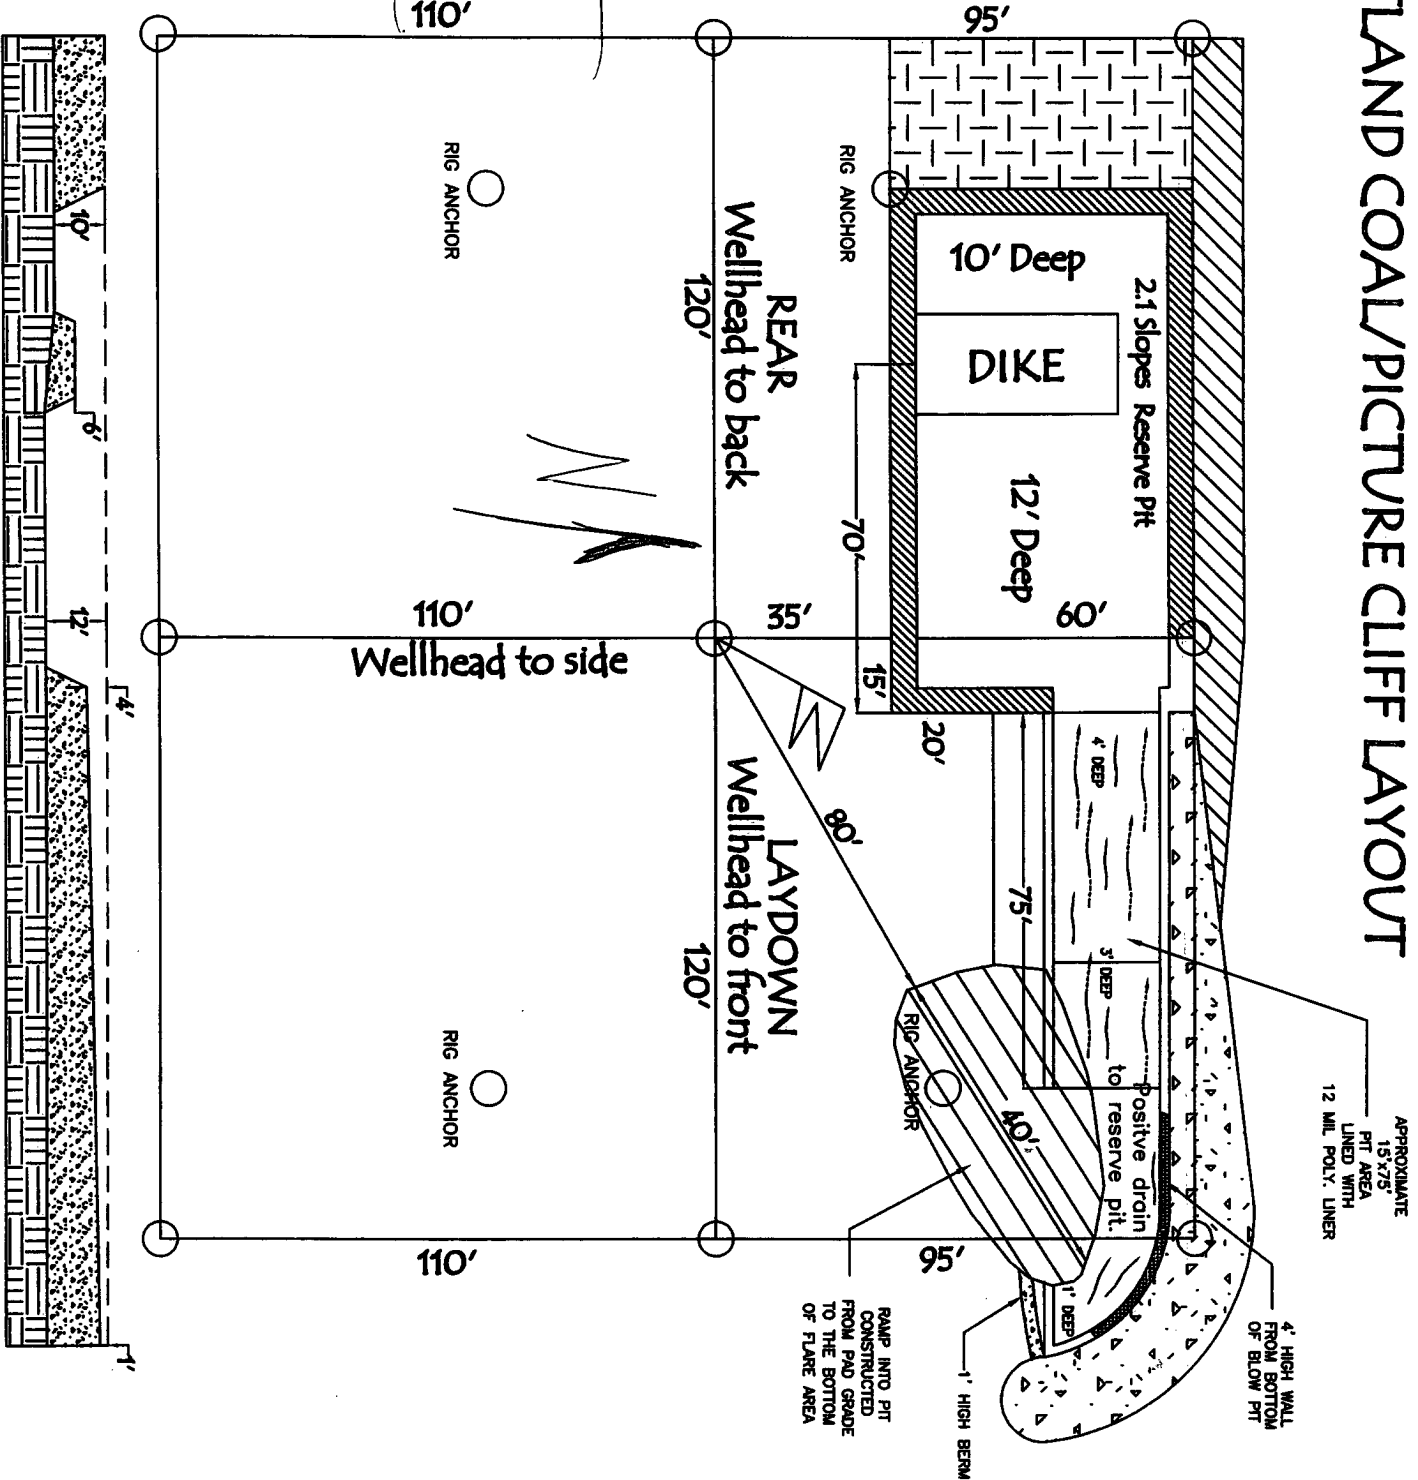 TLAND COAL/PICTURE CLIFF LAYOUT
APPROXIMATE
15'x75'
PIT AREA
LINED WITH
12 MIL POLY. LINER
4' HIGH WALL
FROM BOTTOM
OF BLOW PIT
2.1 Slopes Reserve Pit
10' Deep
DIKE
12' Deep
60'
95'
4' DEEP
3' DEEP
Positve drain
to reserve pit.
1' DEEP
75'
20'
15'
70'
40'
95'
1' HIGH BERM
RIG ANCHOR
RIG ANCHOR
RAMP INTO PIT
CONSTRUCTED
FROM PAD GRADE
TO THE BOTTOM
OF FLARE AREA
35'
80'
REAR
Wellhead to back
120'
LAYDOWN
Wellhead to front
120'
N
110'
110'
Wellhead to side
110'
RIG ANCHOR
RIG ANCHOR
10'
6'
12'
4'
1'